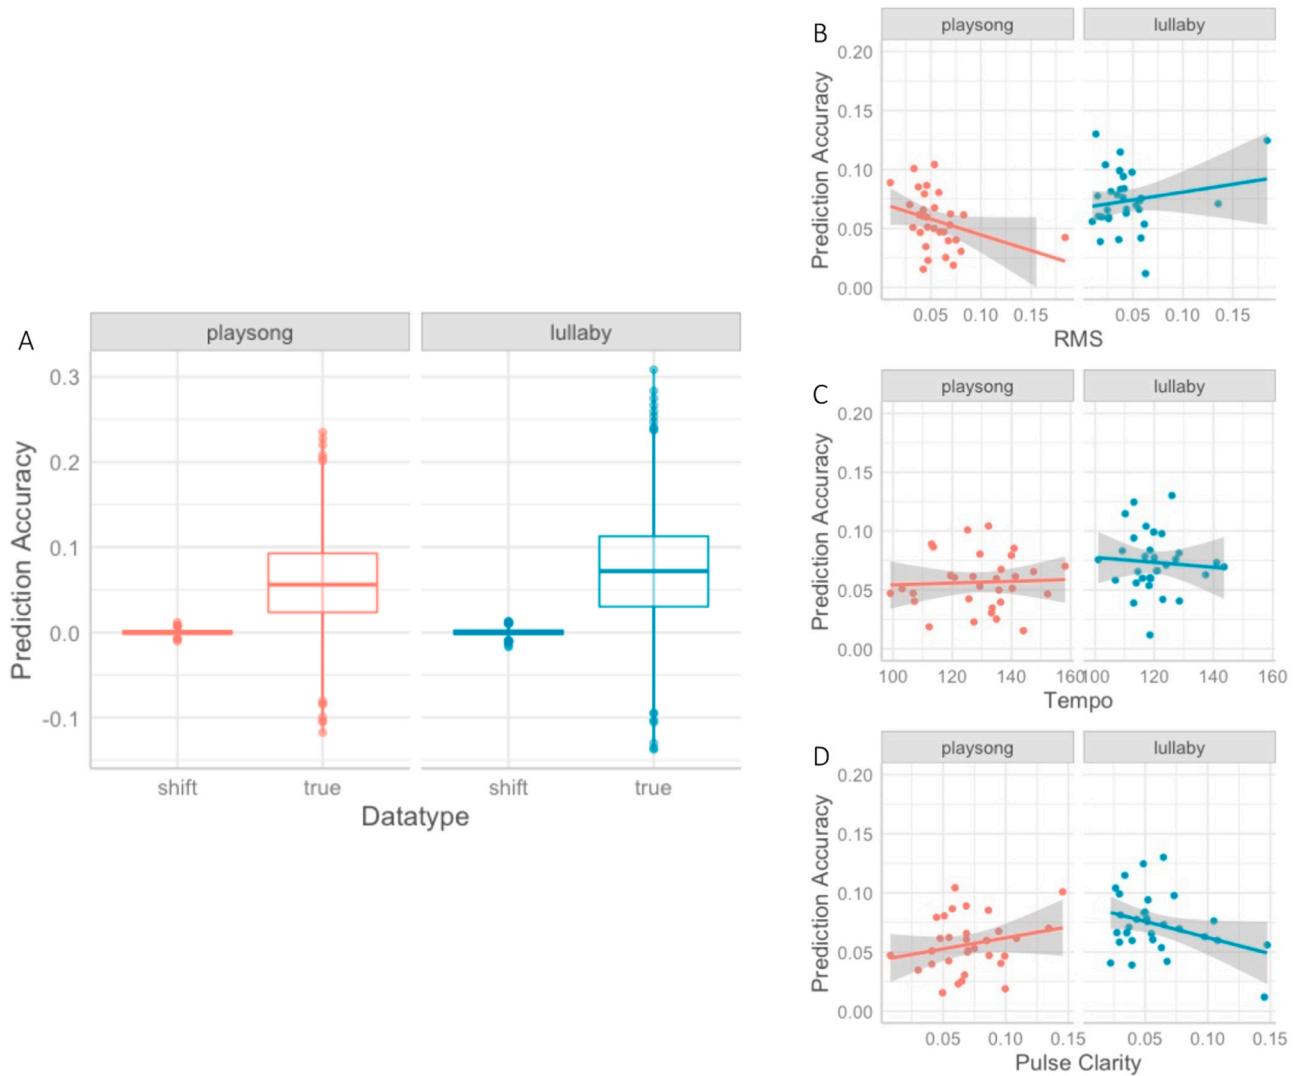 A
playsong
lullaby
0.3
0.2
0.1
0.0
-0.1
Prediction Accuracy
shift
true
shift
true
Datatype
B
playsong
lullaby
0.20
0.15
0.10
0.05
0.00
Prediction Accuracy
0.05
0.10
0.15
0.05
0.10
0.15
RMS
C
playsong
lullaby
0.20
0.15
0.10
0.05
0.00
Prediction Accuracy
100
120
140
160
100
120
140
160
Tempo
D
playsong
lullaby
0.20
0.15
0.10
0.05
0.00
Prediction Accuracy
0.05
0.10
0.15
0.05
0.10
0.15
Pulse Clarity